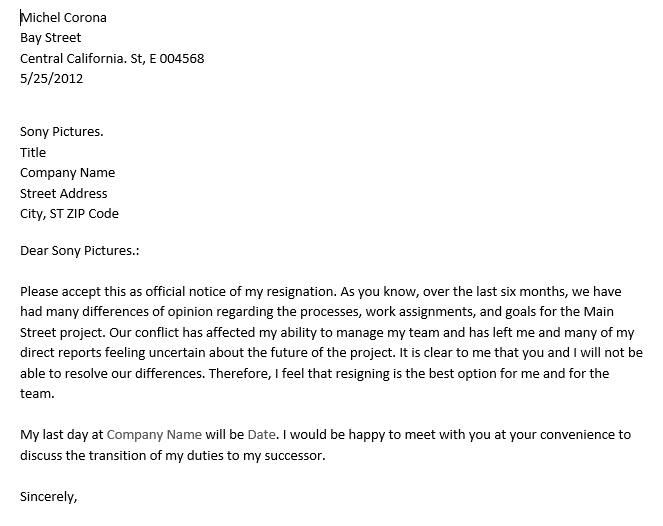 Michel Corona
Bay Street
Central California. St, E 004568
5/25/2012
Sony Pictures.
Title
Company Name
Street Address
City, ST ZIP Code
Dear Sony Pictures.:
Please accept this as official notice of my resignation. As you know, over the last six months, we have
had many differences of opinion regarding the processes, work assignments, and goals for the Main
Street project. Our conflict has affected my ability to manage my team and has left me and many of my
direct reports feeling uncertain about the future of the project. It is clear to me that you and I will not be
able to resolve our differences. Therefore, I feel that resigning is the best option for me and for the
team.
My last day at Company Name will be Date. I would be happy to meet with you at your convenience to
discuss the transition of my duties to my successor.
Sincerely,